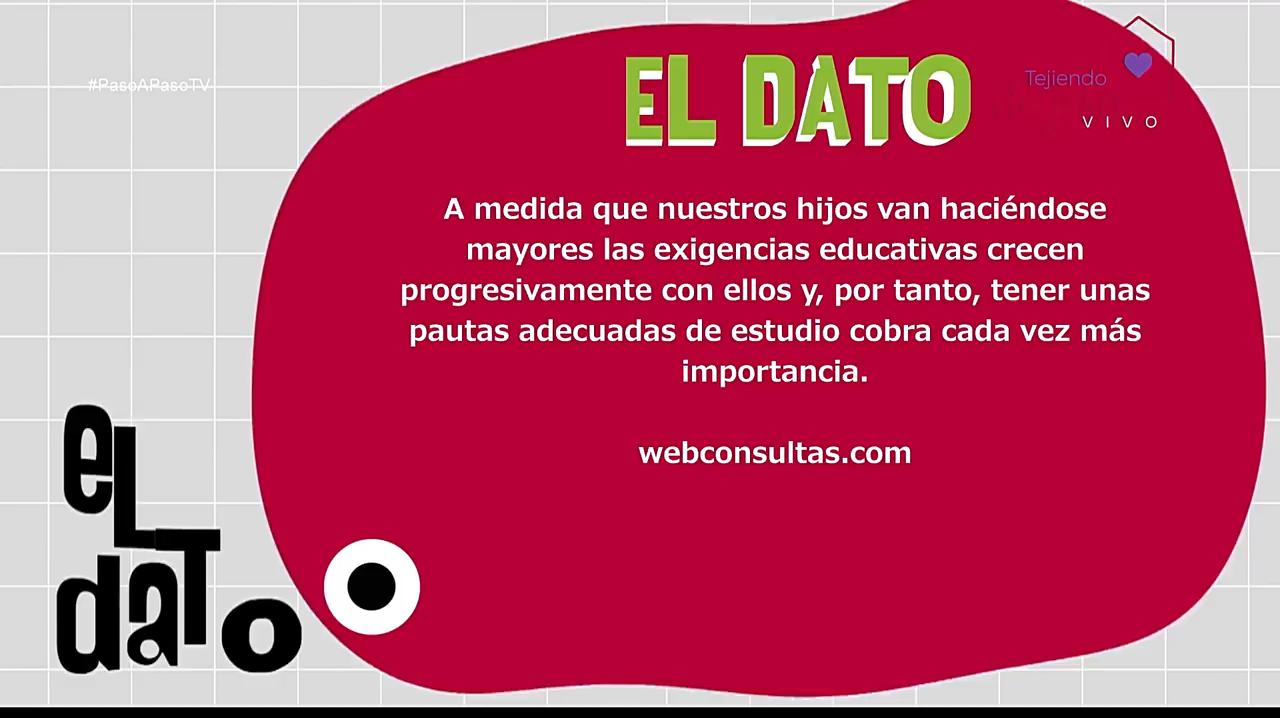 #PasoAPasoTV
EL DATO
Tejiendo
VIVO
A medida que nuestros hijos van haciéndose
mayores las exigencias educativas crecen
progresivamente con ellos y, por tanto, tener unas
pautas adecuadas de estudio cobra cada vez más
importancia.
webconsultas.com
eL
daTo